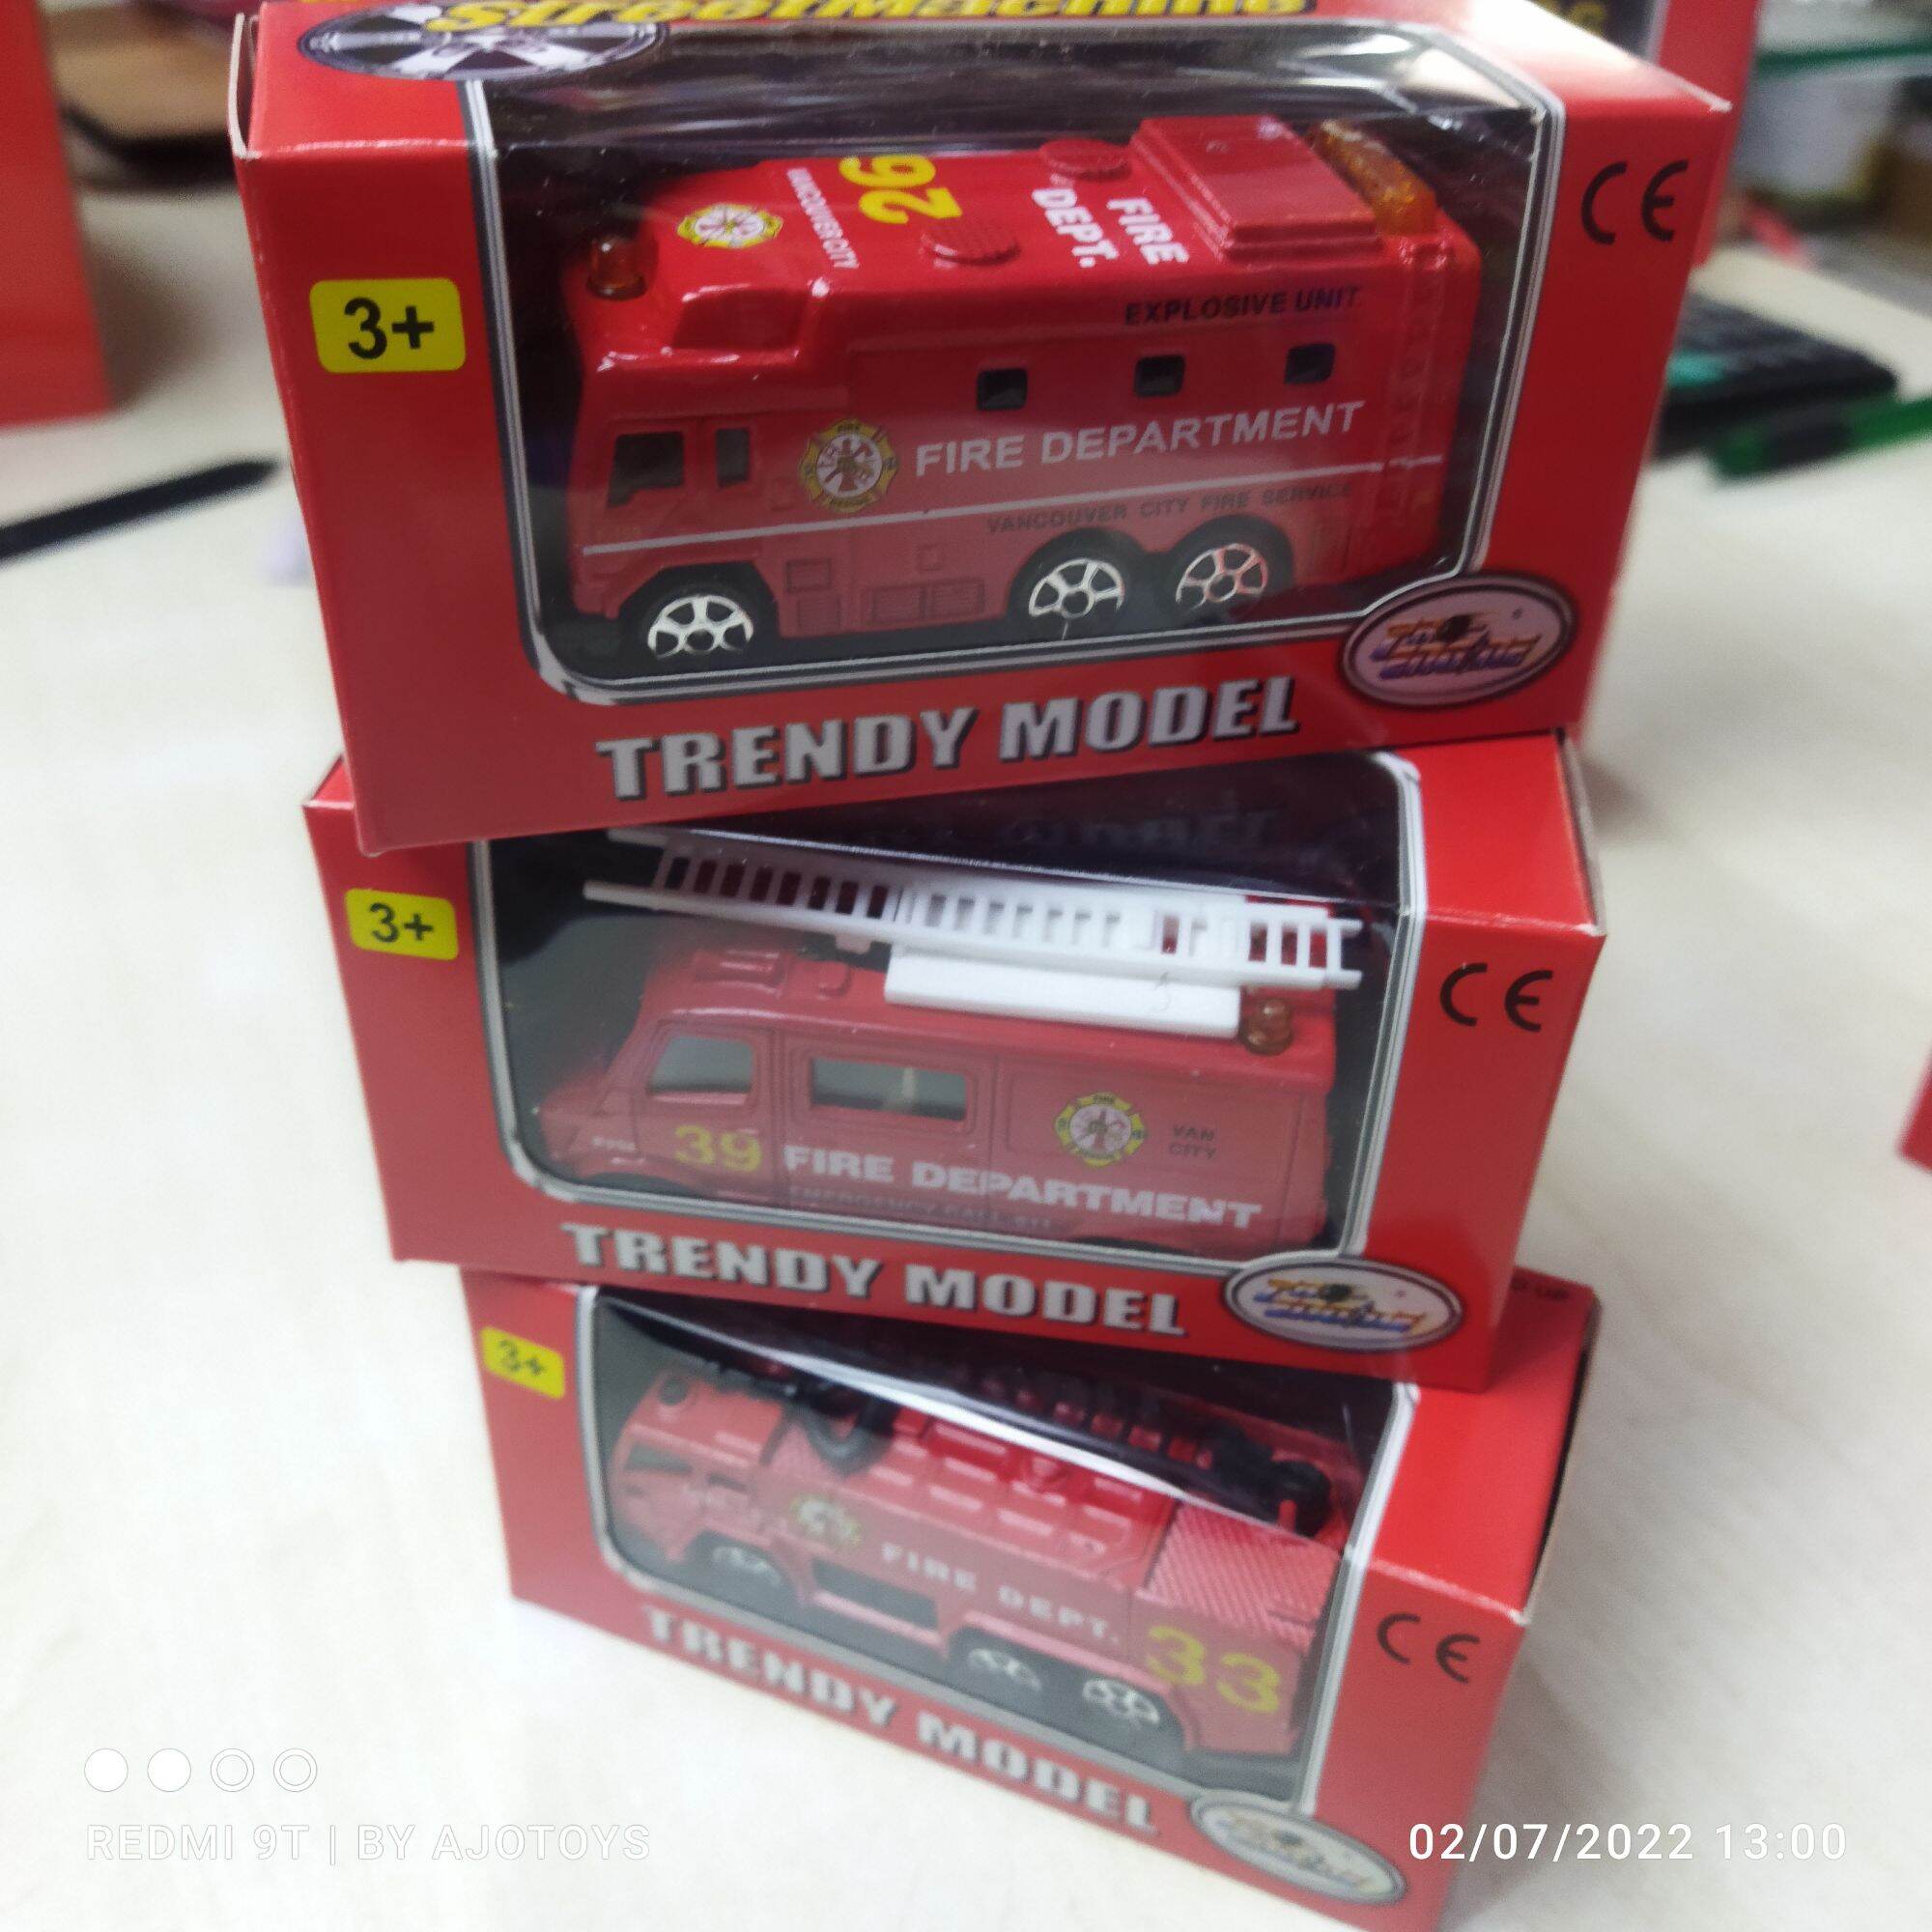 StreetMachine
3+
CE
26
VANCOUVER CITY
FIRE
DEPT.
EXPLOSIVE UNIT
FIRE DEPARTMENT
VANCOUVER CITY FIRE SERVICE
TRENDY MODEL
3+
CE
39
FIRE DEPARTMENT
VAN
CITY
TRENDY MODEL
3+
CE
FIRE DEPT.
33
TRENDY MODEL
REDMI 9T | BY AJOTOYS
02/07/2022 13:00